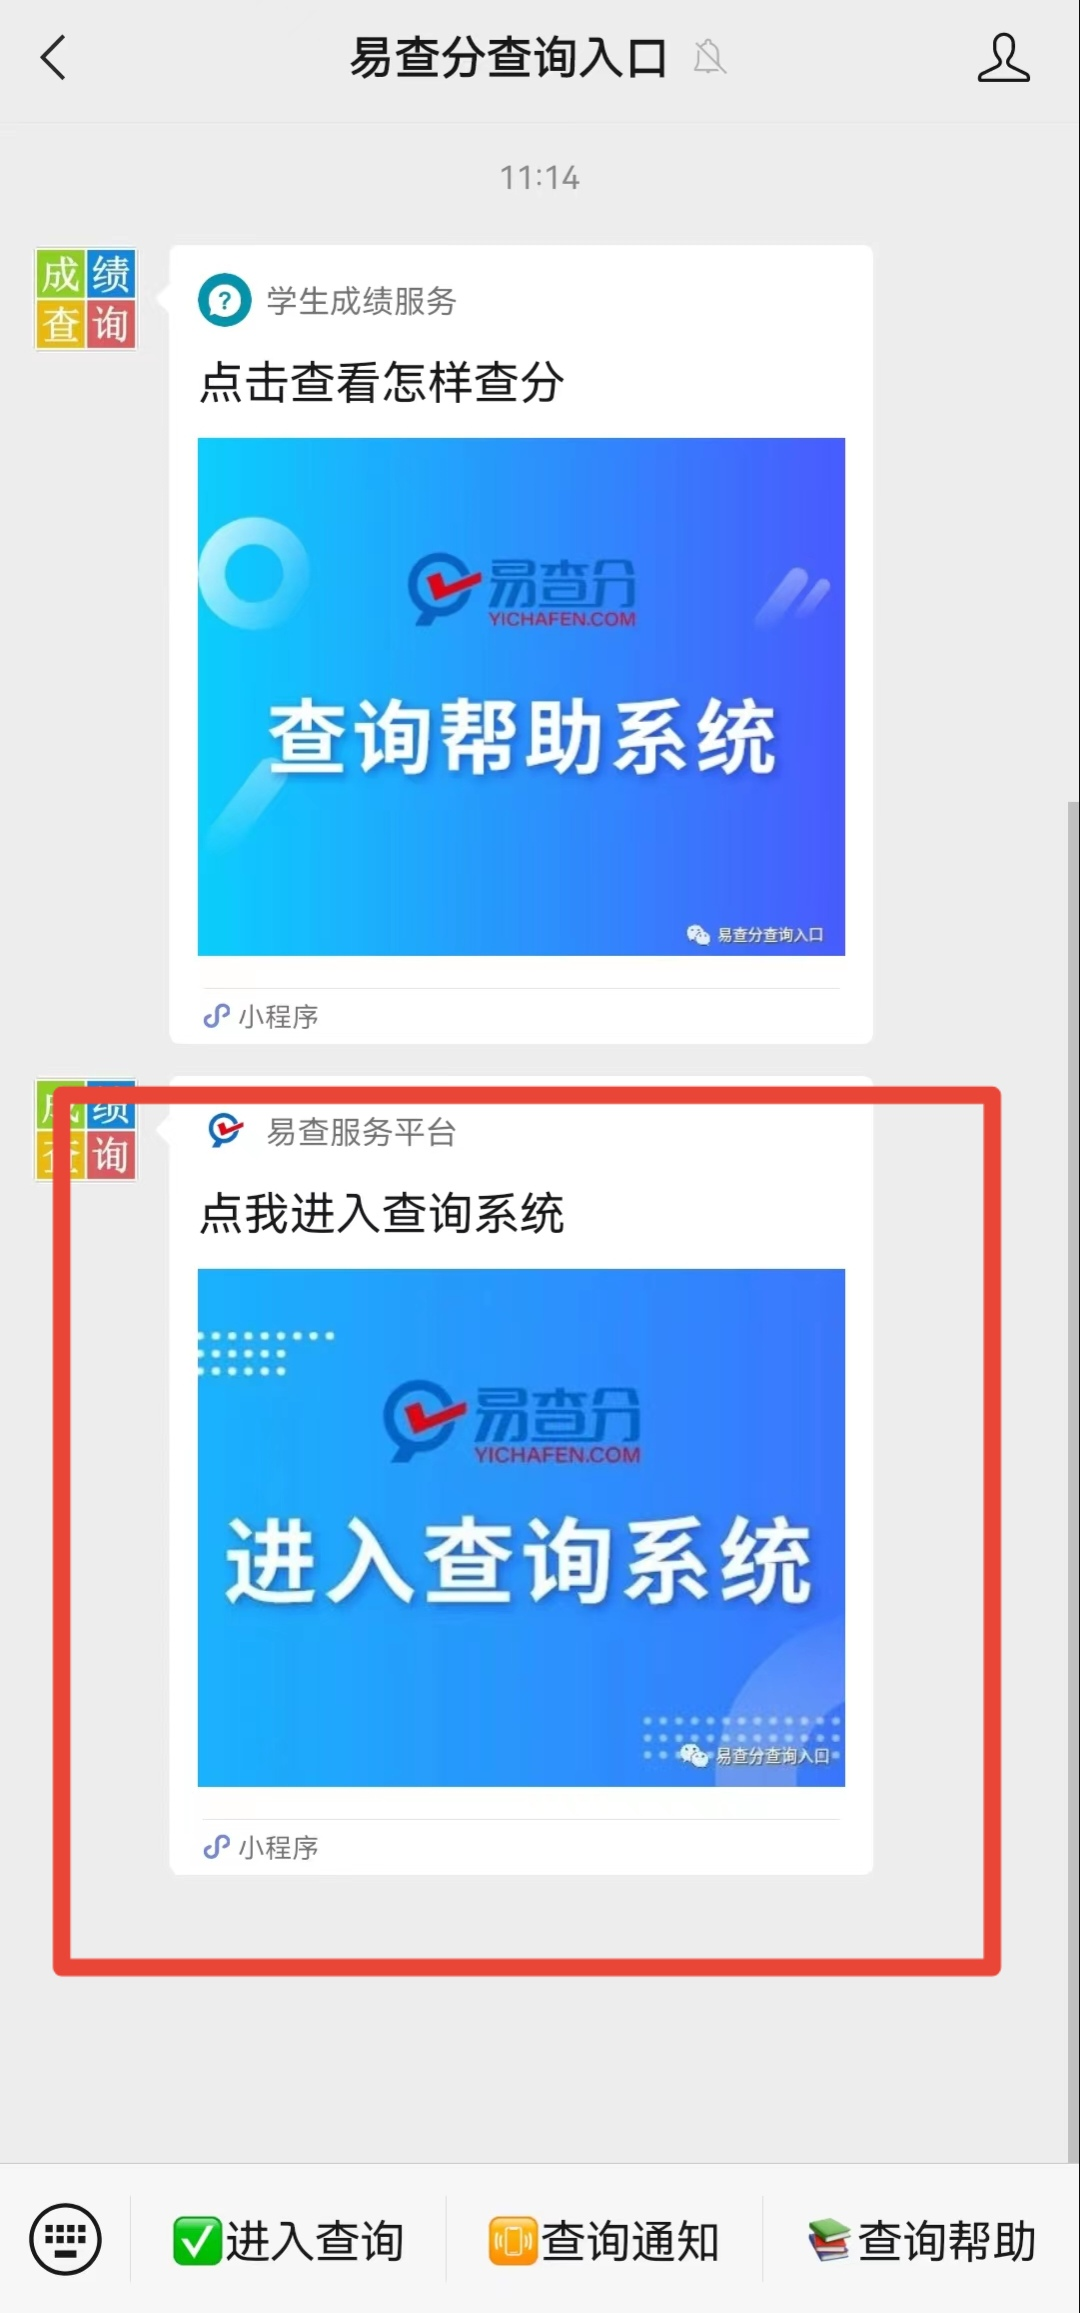 易查分查询入口
11:14
成绩
查询
学生成绩服务
点击查看怎样查分
易查分
YICHAFEN.COM
查询帮助系统
易查分查询入口
小程序
成绩
查询
易查服务平台
点我进入查询系统
易查分
YICHAFEN.COM
进入查询系统
易查分查询入口
小程序
进入查询
查询通知
查询帮助